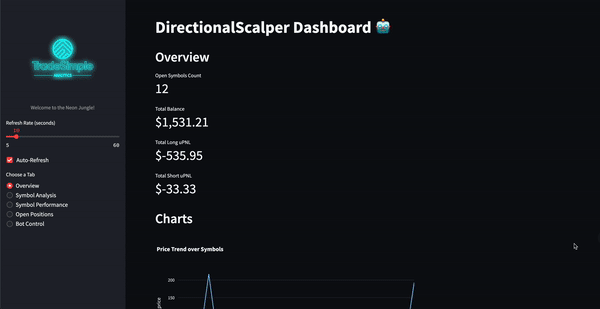 TradeSimple
Welcome to the Neon Jungle!
Refresh Rate (seconds)
10
5 60
Auto-Refresh
Choose a Tab
Overview
Symbol Analysis
Symbol Performance
Open Positions
Bot Control
DirectionalScalper Dashboard
Overview
Open Symbols Count
12
Total Balance
$1,531.21
Total Long uPNL
$-535.95
Total Short uPNL
$-33.33
Charts
Price Trend over Symbols
200
150
price